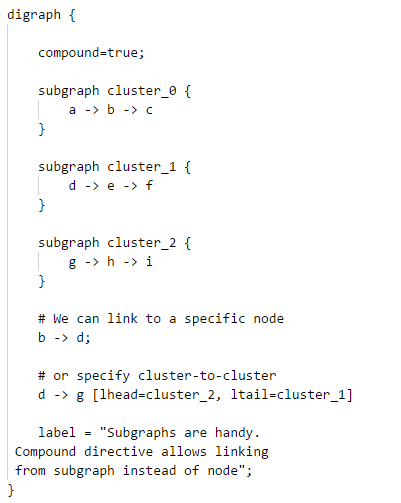 digraph {
compound=true;
subgraph cluster_0 {
a -> b -> c
}
subgraph cluster_1 {
d -> e -> f
}
subgraph cluster_2 {
g -> h -> i
}
# We can link to a specific node
b -> d;
# or specify cluster-to-cluster
d -> g [lhead=cluster_2, ltail=cluster_1]
label = "Subgraphs are handy.
Compound directive allows linking
from subgraph instead of node";
}